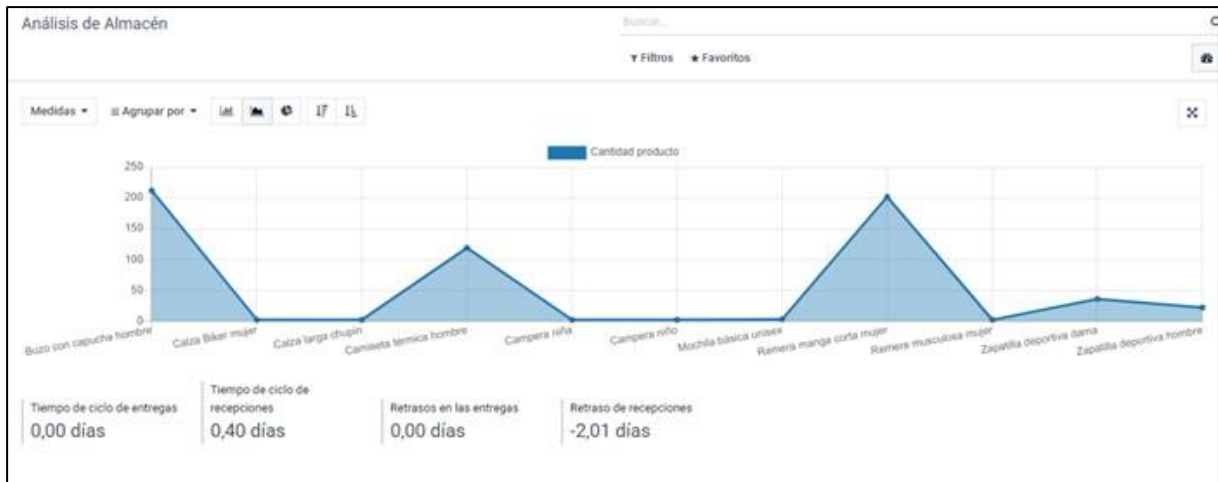 Análisis de Almacén
Buscar...
Filtros
Favoritos
Medidas
Agrupar por
Cantidad producto
250
200
150
100
50
0
Buzo con capucha hombre
Calza Biker mujer
Calza larga chupin
Camiseta térmica hombre
Campera niña
Campera niño
Mochila básica unisex
Remera manga corta mujer
Remera musculosa mujer
Zapatilla deportiva dama
Zapatilla deportiva hombre
Tiempo de ciclo de entregas
0,00 días
Tiempo de ciclo de
recepciones
0,40 días
Retrasos en las entregas
0,00 días
Retraso de recepciones
-2,01 días